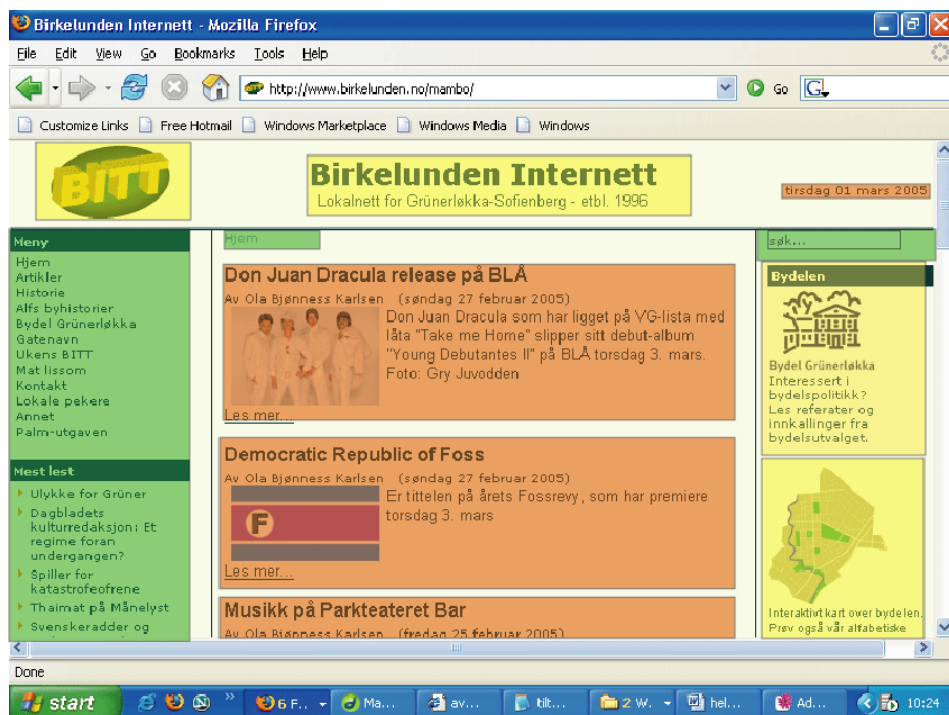 Birkelunden Internett - Mozilla Firefox
File Edit View Go Bookmarks Tools Help
http://www.birkelunden.no/mambo/
Go
G
Customize Links Free Hotmail Windows Marketplace Windows Media Windows
BITT
Birkelunden Internett
Lokalnett for Grünerløkka-Sofienberg - etbl. 1996
tirsdag 01 mars 2005
Meny
Hjem
Artikler
Historie
Alfs byhistorier
Bydel Grünerløkka
Gatenavn
Ukens BITT
Mat lissom
Kontakt
Lokale pekere
Annet
Palm-utgaven
Mest lest
Ulykke for Grüner
Dagbladets
kulturredaksjon: Et
regime foran
undergangen?
Spiller for
katastrofeofrene
Thaimat på Månelyst
Svenskeradder og
Hjem
Don Juan Dracula release på BLÅ
Av Ola Bjønness Karlsen (søndag 27 februar 2005)
Don Juan Dracula som har ligget på VG-lista med
låta "Take me Home" slipper sitt debut-album
"Young Debutantes II" på BLÅ torsdag 3. mars.
Foto: Gry Juvodden
Les mer...
Democratic Republic of Foss
Av Ola Bjønness Karlsen (søndag 27 februar 2005)
Er tittelen på årets Fossrevy, som har premiere
torsdag 3. mars
F
Les mer...
Musikk på Parkteateret Bar
Av Ola Bjønness Karlsen (fredag 25 februar 2005)
søk...
Bydelen
Bydel Grünerløkka
Interessert i
bydelspolitikk?
Les referater og
innkallinger fra
bydelsutvalget.
Interaktivt kart over bydelen.
Prøv også vår alfabetiske
Done
start 6 F.. Ma... av... tilt... 2 W. hel... Ad... 10:24